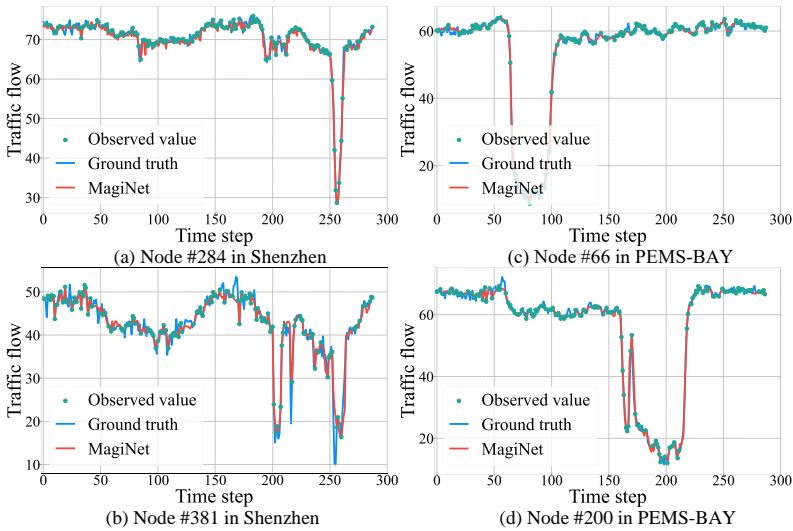 Traffic flow
70
60
50
40
30
Observed value
Ground truth
MagiNet
0 50 100 150 200 250 300
Time step
(a) Node #284 in Shenzhen
Traffic flow
60
40
20
Observed value
Ground truth
MagiNet
0 50 100 150 200 250 300
Time step
(c) Node #66 in PEMS-BAY
Traffic flow
50
40
30
20
10
Observed value
Ground truth
MagiNet
0 50 100 150 200 250 300
Time step
(b) Node #381 in Shenzhen
Traffic flow
60
40
20
Observed value
Ground truth
MagiNet
0 50 100 150 200 250 300
Time step
(d) Node #200 in PEMS-BAY